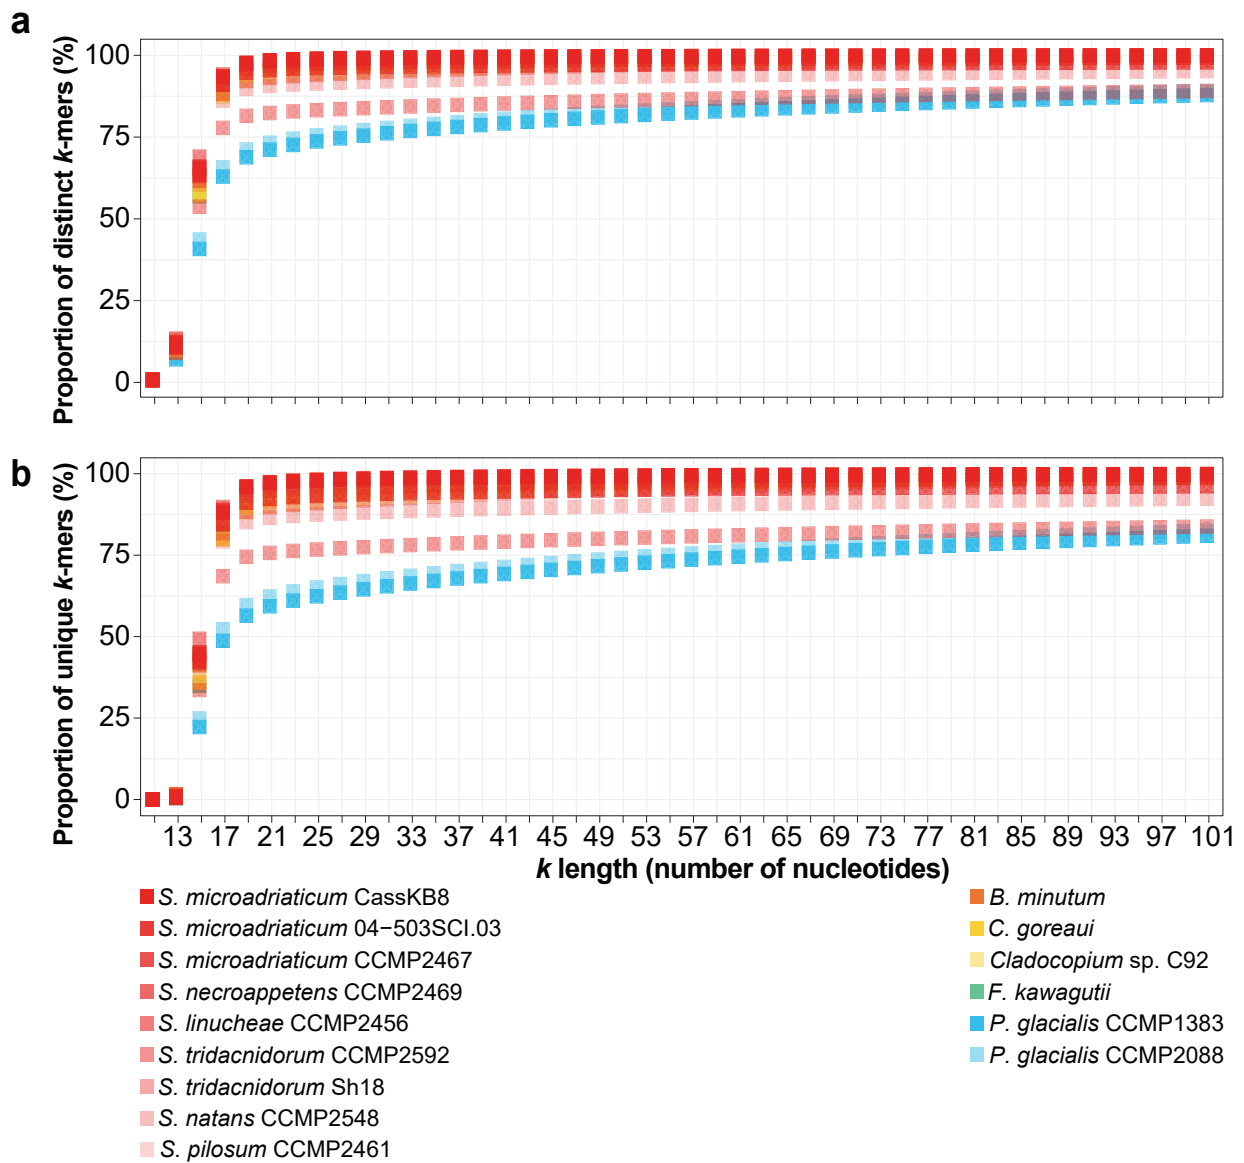 a
Proportion of distinct k-mers (%)
100
75
50
25
0
b
Proportion of unique k-mers (%)
100
75
50
25
0
13 17 21 25 29 33 37 41 45 49 53 57 61 65 69 73 77 81 85 89 93 97 101
k length (number of nucleotides)
S. microadriaticum CassKB8
S. microadriaticum 04−503SCI.03
S. microadriaticum CCMP2467
S. necroappetens CCMP2469
S. linucheae CCMP2456
S. tridacnidorum CCMP2592
S. tridacnidorum Sh18
S. natans CCMP2548
S. pilosum CCMP2461
B. minutum
C. goreaui
Cladocopium sp. C92
F. kawagutii
P. glacialis CCMP1383
P. glacialis CCMP2088